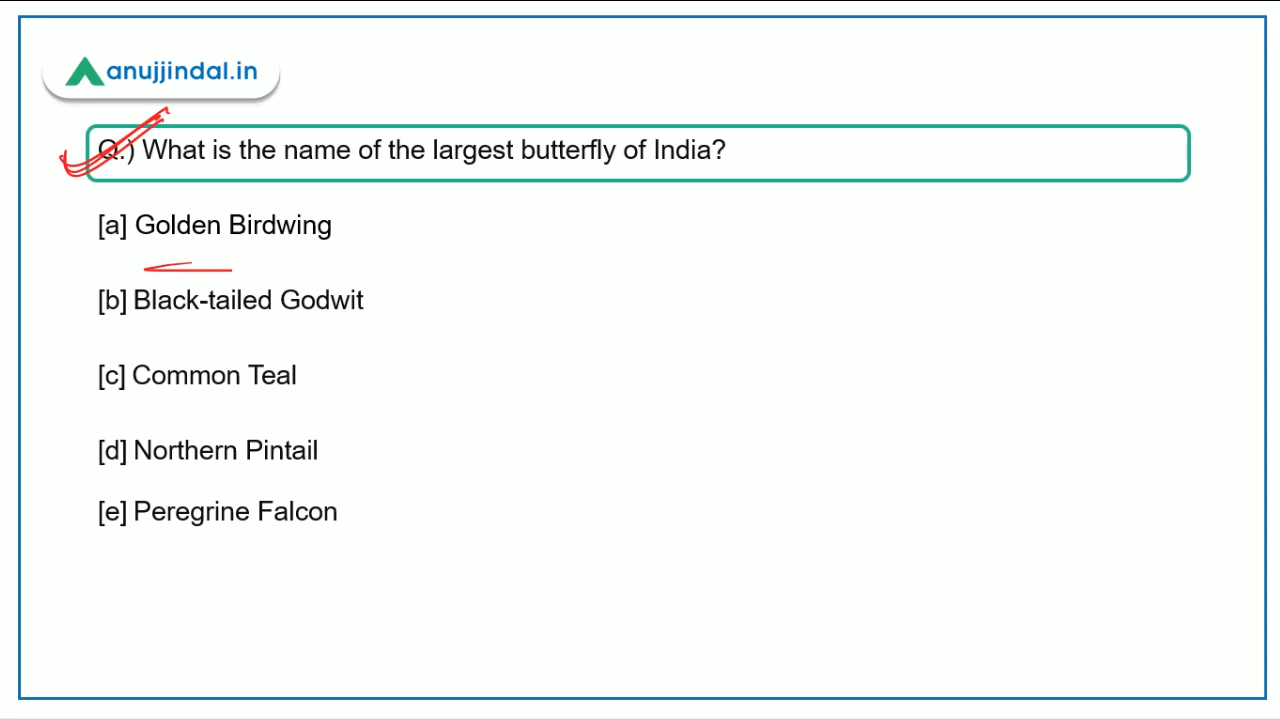 anujjindal.in
Q.) What is the name of the largest butterfly of India?
[a] Golden Birdwing
[b] Black-tailed Godwit
[c] Common Teal
[d] Northern Pintail
[e] Peregrine Falcon